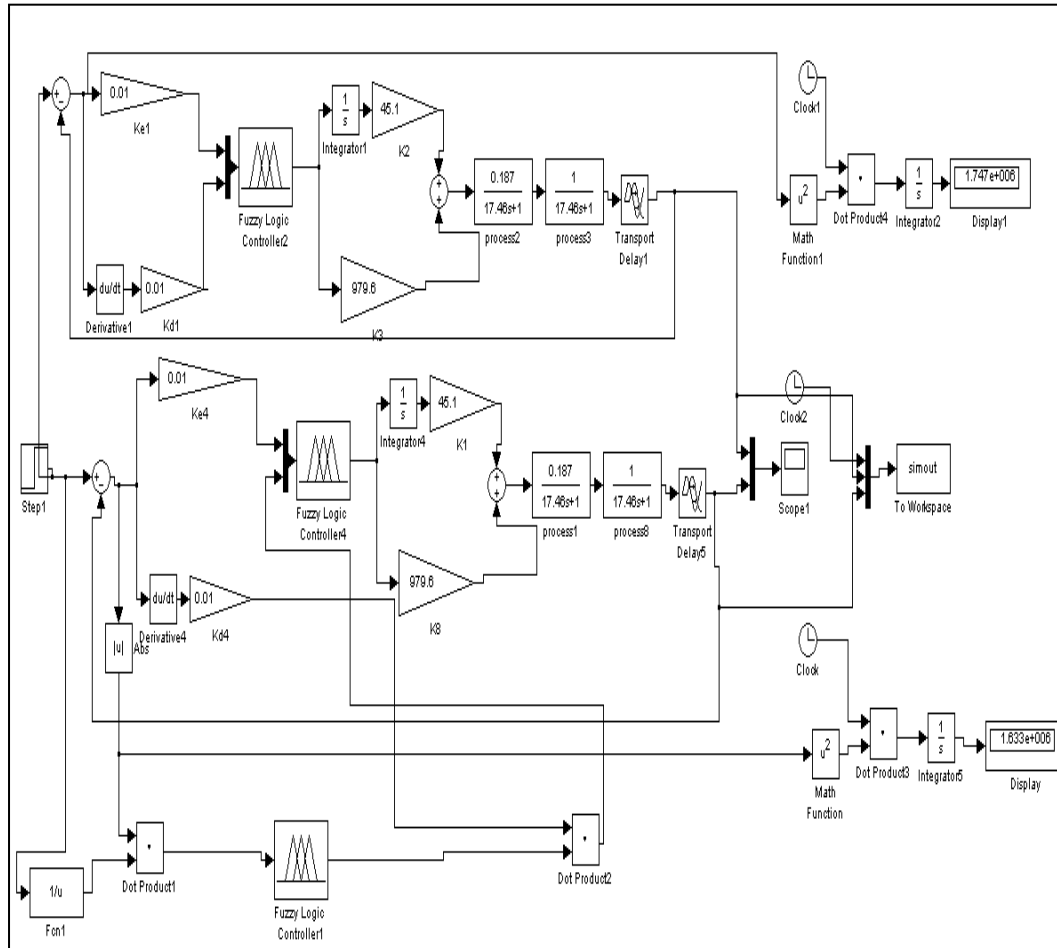 0.01
Ke1
Fuzzy Logic
Controller2
1
s
Integrator1
45.1
K2
+
+
0.187
17.46s+1
process2
1
17.46s+1
process3
Transport
Delay1
979.6
K3
du/dt
Derivative1
0.01
Kd1
+
-
Clock1
u2
Math
Function1
Dot Product4
1
s
Integrator2
1.747e+006
Display1
Step1
+
-
0.01
Ke4
Fuzzy Logic
Controller4
1
s
Integrator4
45.1
K1
+
+
0.187
17.46s+1
process1
1
17.46s+1
process8
Transport
Delay5
979.6
K8
du/dt
Derivative4
0.01
Kd4
|u|
Abs
Clock2
Scope1
simout
To Workspace
Clock
u2
Math
Function
Dot Product3
1
s
Integrator5
1.633e+006
Display
1/u
Fcn1
Dot Product1
Fuzzy Logic
Controller1
Dot Product2